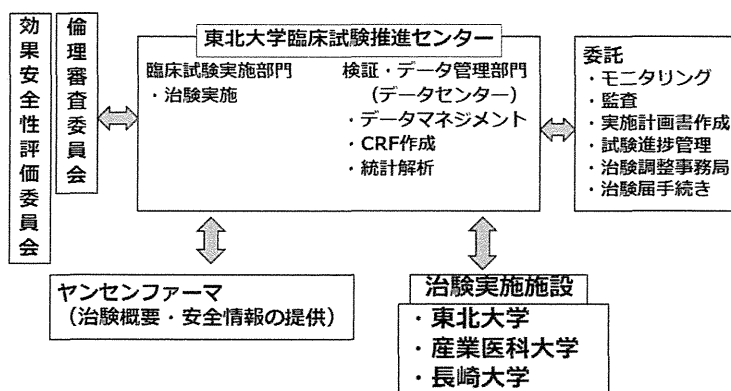 効果安全性評価委員会
倫理審査委員会
東北大学臨床試験推進センター
臨床試験実施部門
・治験実施
検証・データ管理部門
（データセンター）
・データマネジメント
・CRF作成
・統計解析
委託
・モニタリング
・監査
・実施計画書作成
・試験進捗管理
・治験調整事務局
・治験届手続き
ヤンセンファーマ
（治験概要・安全情報の提供）
治験実施施設
・東北大学
・産業医科大学
・長崎大学